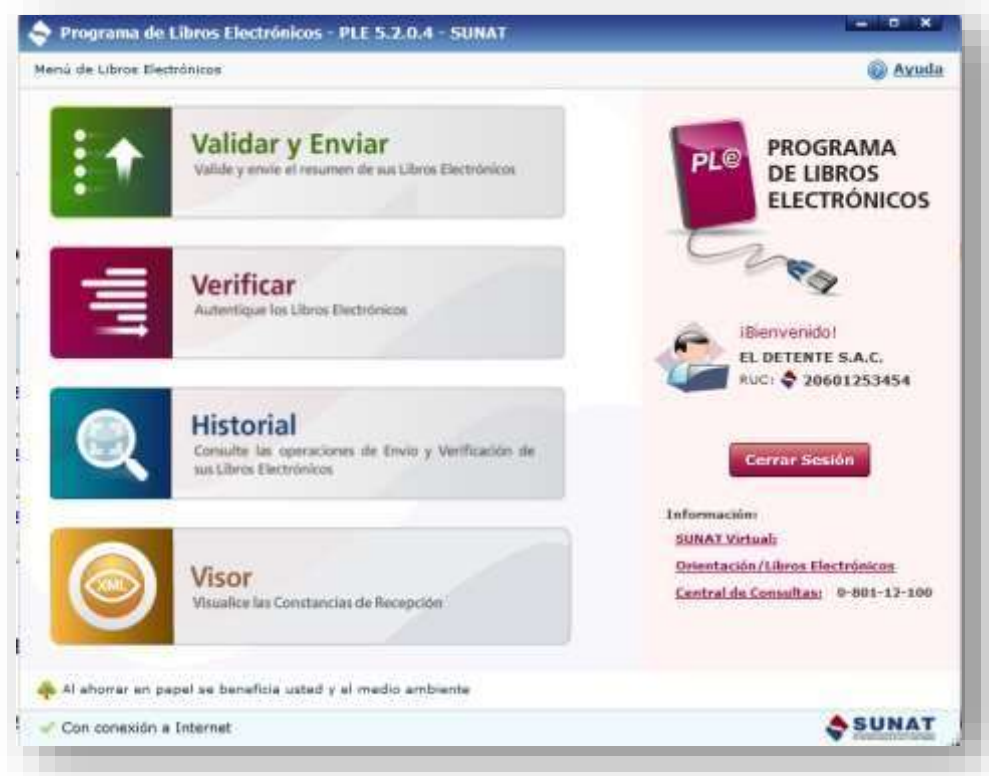 Programa de Libros Electrónicos - PLE 5.2.0.4 - SUNAT
Menú de Libros Electrónicos
Ayuda
Validar y Enviar
Valide y envíe el resumen de sus Libros Electrónicos
Verificar
Autentique los Libros Electrónicos
Historial
Consulte las operaciones de Envio y Verificación de
sus Libros Electrónicos
XML
Visor
Visualice las Constancias de Recepción
PL@
PROGRAMA
DE LIBROS
ELECTRÓNICOS
¡Bienvenido!
EL DETENTE S.A.C.
RUC: 20601253454
Cerrar Sesión
Información:
SUNAT Virtual:
Orientación/Libros Electrónicos
Central de Consultas: 0-801-12-100
Al ahorrar en papel se beneficia usted y el medio ambiente
Con conexión a Internet
SUNAT